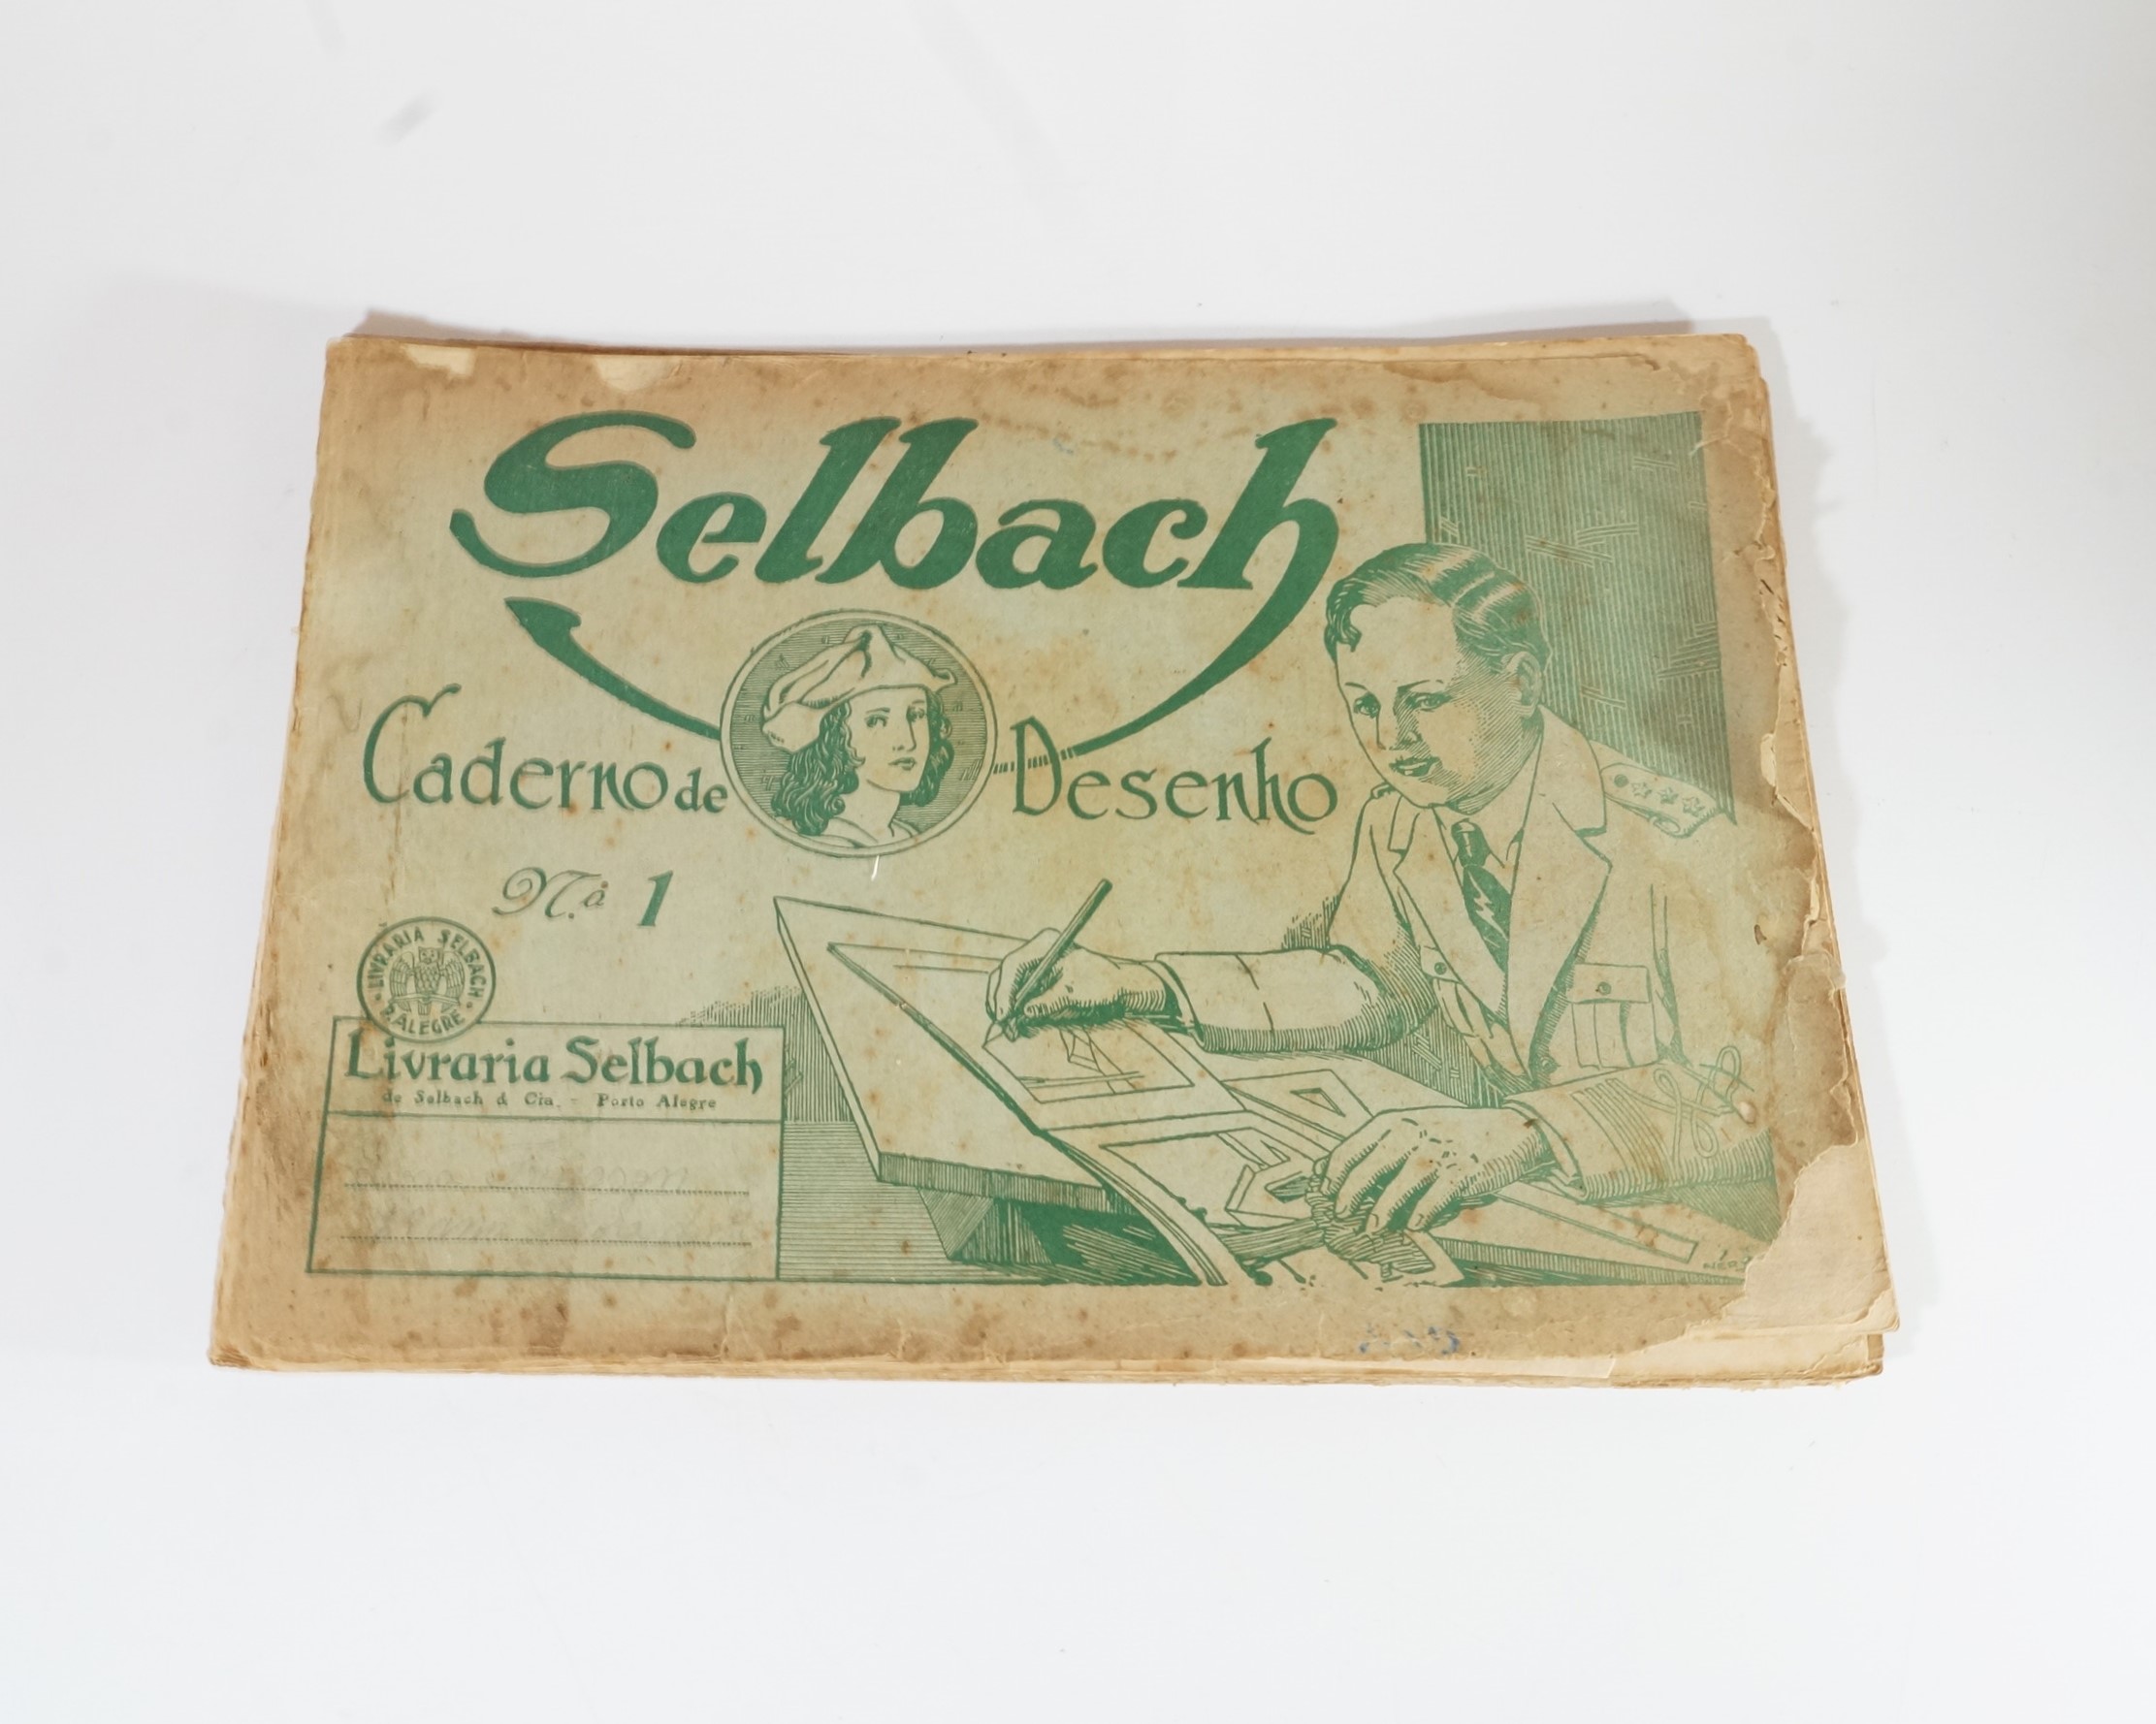 Selbach
Caderno de Desenho
N.º 1
LIVRARIA SELBACH
P. ALEGRE
Livraria Selbach
de Selbach & Cia. - Porto Alegre